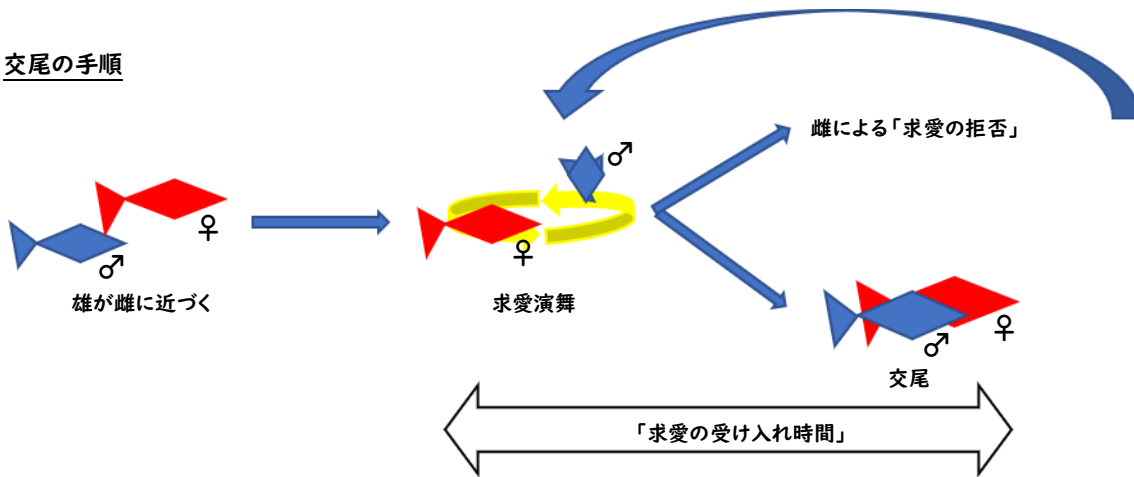 交尾の手順
雌による「求愛の拒否」
♂
♀
♂
雄が雌に近づく
♀
求愛演舞
♂
♀
交尾
「求愛の受け入れ時間」